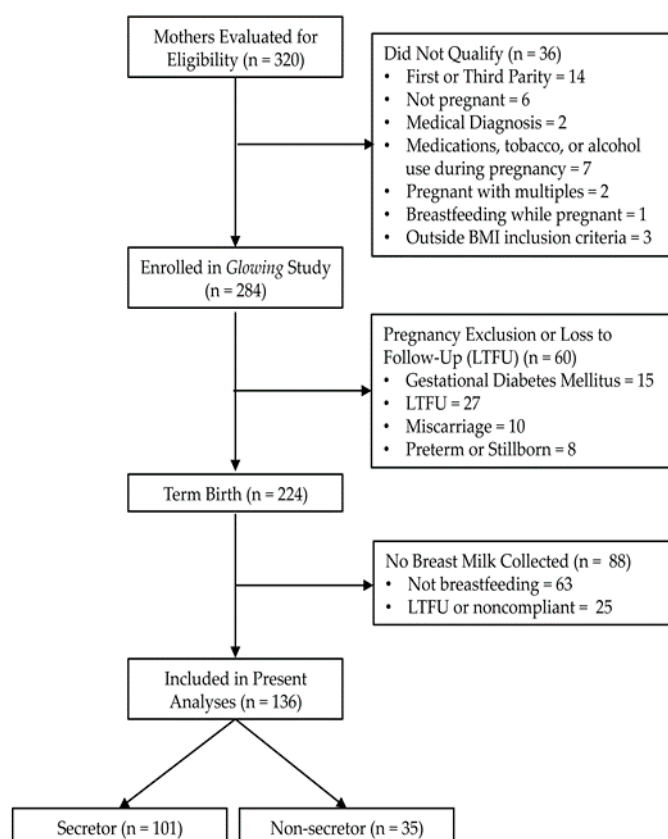 Mothers Evaluated for
Eligibility (n = 320)
Did Not Qualify (n = 36)
• First or Third Parity = 14
• Not pregnant = 6
• Medical Diagnosis = 2
• Medications, tobacco, or alcohol
use during pregnancy = 7
• Pregnant with multiples = 2
• Breastfeeding while pregnant = 1
• Outside BMI inclusion criteria = 3
Enrolled in Glowing Study
(n = 284)
Pregnancy Exclusion or Loss to
Follow-Up (LTFU) (n = 60)
• Gestational Diabetes Mellitus = 15
• LTFU = 27
• Miscarriage = 10
• Preterm or Stillborn = 8
Term Birth (n = 224)
No Breast Milk Collected (n = 88)
• Not breastfeeding = 63
• LTFU or noncompliant = 25
Included in Present
Analyses (n = 136)
Secretor (n = 101)
Non-secretor (n = 35)